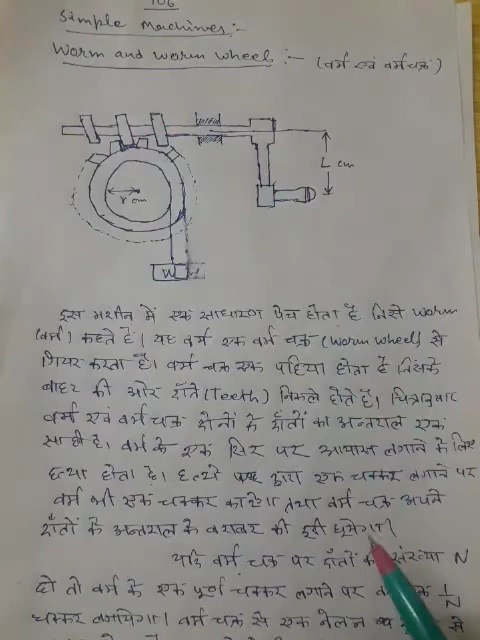 106
Simple Machines:-
Worm and worm wheel :- (वर्म एवं वर्म चक्र)
L cm
r cm
W
इस मशीन में एक साधारण पेंच होता है जिसे worm
(वर्म) कहते हैं। यह वर्म एक वर्म चक्र (worm wheel) से
गियर करता है। वर्म चक्र एक पहिया होता है जिसके
बाहर की ओर दाँते (Teeth) निकले होते हैं। चित्रानुसार
वर्म एवं वर्म चक्र दोनों के दाँतों का अन्तराल एक
सा ही है। वर्म के एक सिरे पर आयास लगाने के लिए
हत्था होता है। हत्थे द्वारा एक चक्कर लगाने पर
वर्म भी एक चक्कर काटेगा तथा वर्म चक्र अपने
दाँतों के अन्तराल के बराबर की दूरी घूमेगा।
यदि वर्म चक्र पर दाँतों की संख्या N
हो तो वर्म के एक पूर्ण चक्कर लगाने पर 1/N
चक्कर लगायेगा। वर्म चक्र से एक बेलन से